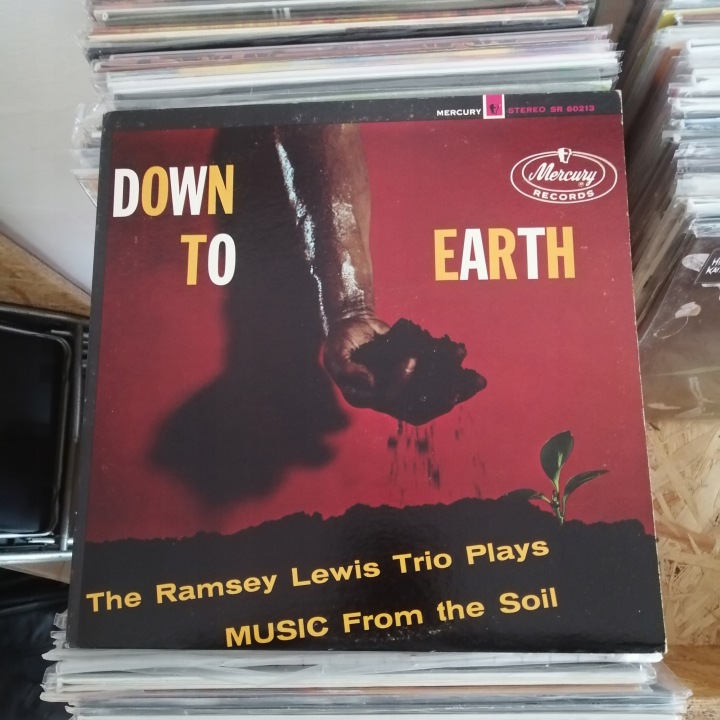 MERCURY STEREO SR 60213
Mercury
RECORDS
DOWN
TO EARTH
The Ramsey Lewis Trio Plays
MUSIC From the Soil